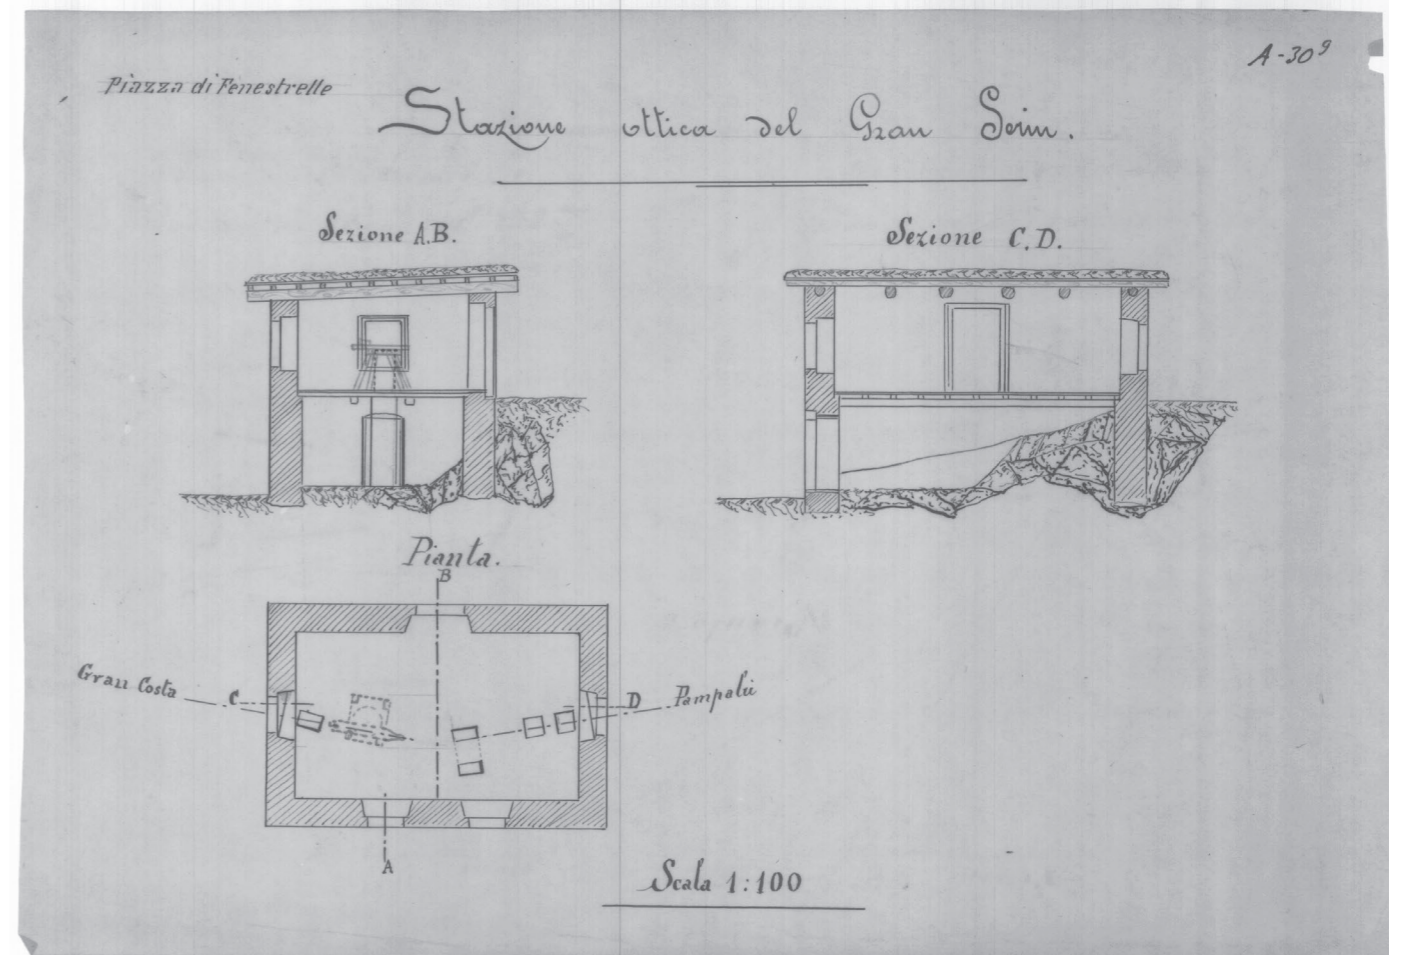 A-30⁹
Piazza di Fenestrelle
Stazione ottica del Gran Serin.
Sezione A.B.
Sezione C.D.
Pianta.
B
Gran Costa
C
D
Pampalù
A
Scala 1:100